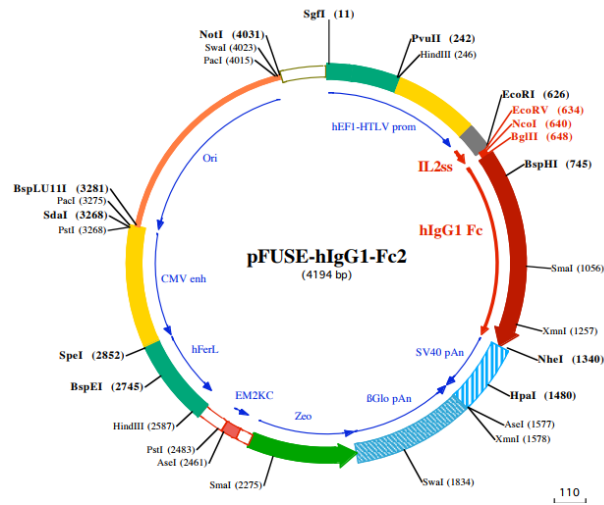 SgfI (11)
NotI (4031)
SwaI (4023)
PacI (4015)
PvuII (242)
HindIII (246)
EcoRI (626)
EcoRV (634)
NcoI (640)
BglII (648)
BspHI (745)
hEF1-HTLV prom
IL2ss
Ori
BspLU11I (3281)
PacI (3275)
SdaI (3268)
PstI (3268)
hIgG1 Fc
pFUSE-hIgG1-Fc2
(4194 bp)
SmaI (1056)
CMV enh
XmnI (1257)
SpeI (2852)
hFerL
SV40 pAn
NheI (1340)
BspEI (2745)
HpaI (1480)
EM2KC
Zeo
ßGlo pAn
HindIII (2587)
AseI (1577)
XmnI (1578)
PstI (2483)
AseI (2461)
SmaI (2275)
SwaI (1834)
110